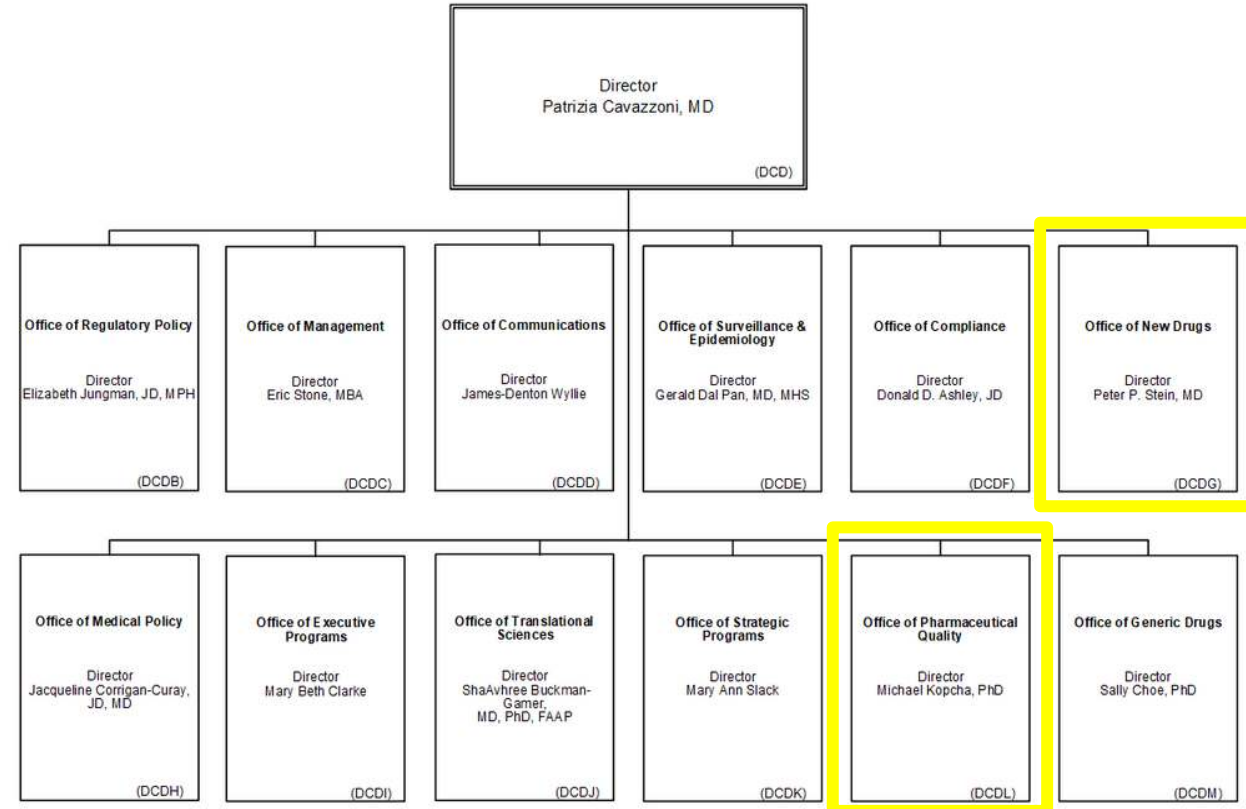 Director
Patrizia Cavazzoni, MD
(DCD)
Office of Regulatory Policy
Director
Elizabeth Jungman, JD, MPH
(DCDB)
Office of Management
Director
Eric Stone, MBA
(DCDC)
Office of Communications
Director
James-Denton Wyllie
(DCDD)
Office of Surveillance &
Epidemiology
Director
Gerald Dal Pan, MD, MHS
(DCDE)
Office of Compliance
Director
Donald D. Ashley, JD
(DCDF)
Office of New Drugs
Director
Peter P. Stein, MD
(DCDG)
Office of Medical Policy
Director
Jacqueline Corrigan-Curay,
JD, MD
(DCDH)
Office of Executive
Programs
Director
Mary Beth Clarke
(DCDI)
Office of Translational
Sciences
Director
ShaAvhree Buckman-
Garner,
MD, PhD, FAAP
(DCDJ)
Office of Strategic
Programs
Director
Mary Ann Slack
(DCDK)
Office of Pharmaceutical
Quality
Director
Michael Kopcha, PhD
(DCDL)
Office of Generic Drugs
Director
Sally Choe, PhD
(DCDM)